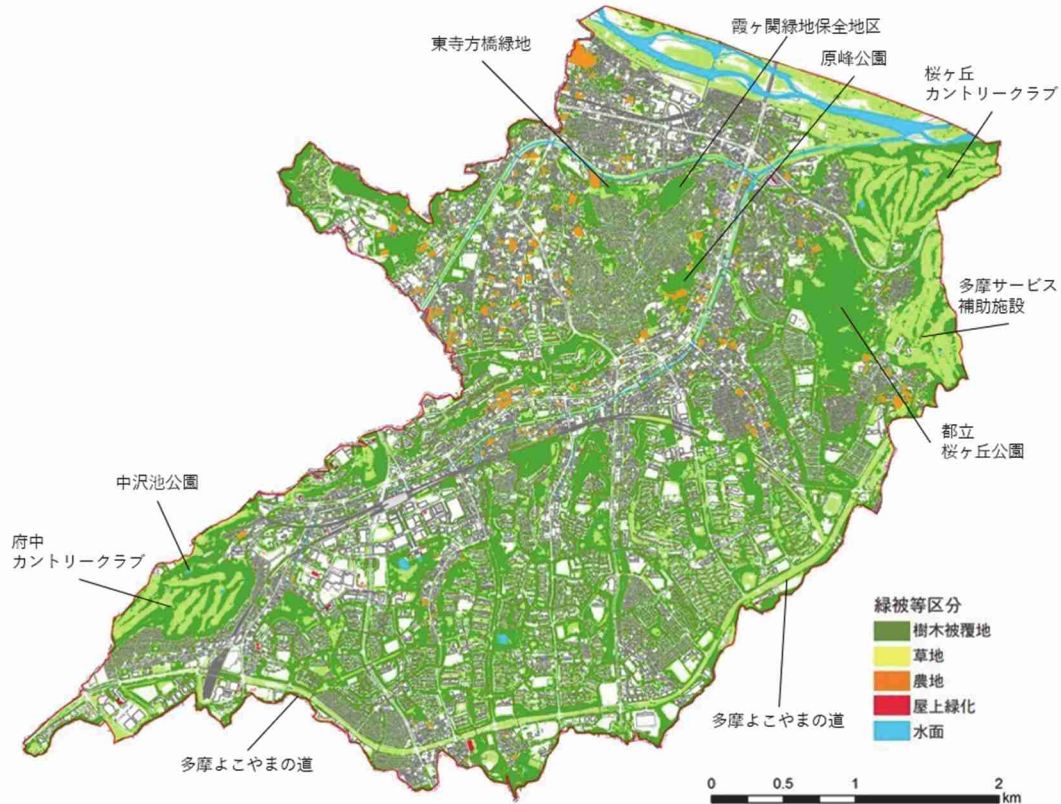 霞ヶ関緑地保全地区
東寺方橋緑地
原峰公園
桜ヶ丘
カントリークラブ
多摩サービス
補助施設
都立
桜ヶ丘公園
中沢池公園
府中
カントリークラブ
多摩よこやまの道
多摩よこやまの道
緑被等区分
樹木被覆地
草地
農地
屋上緑化
水面
0 0.5 1 2
km